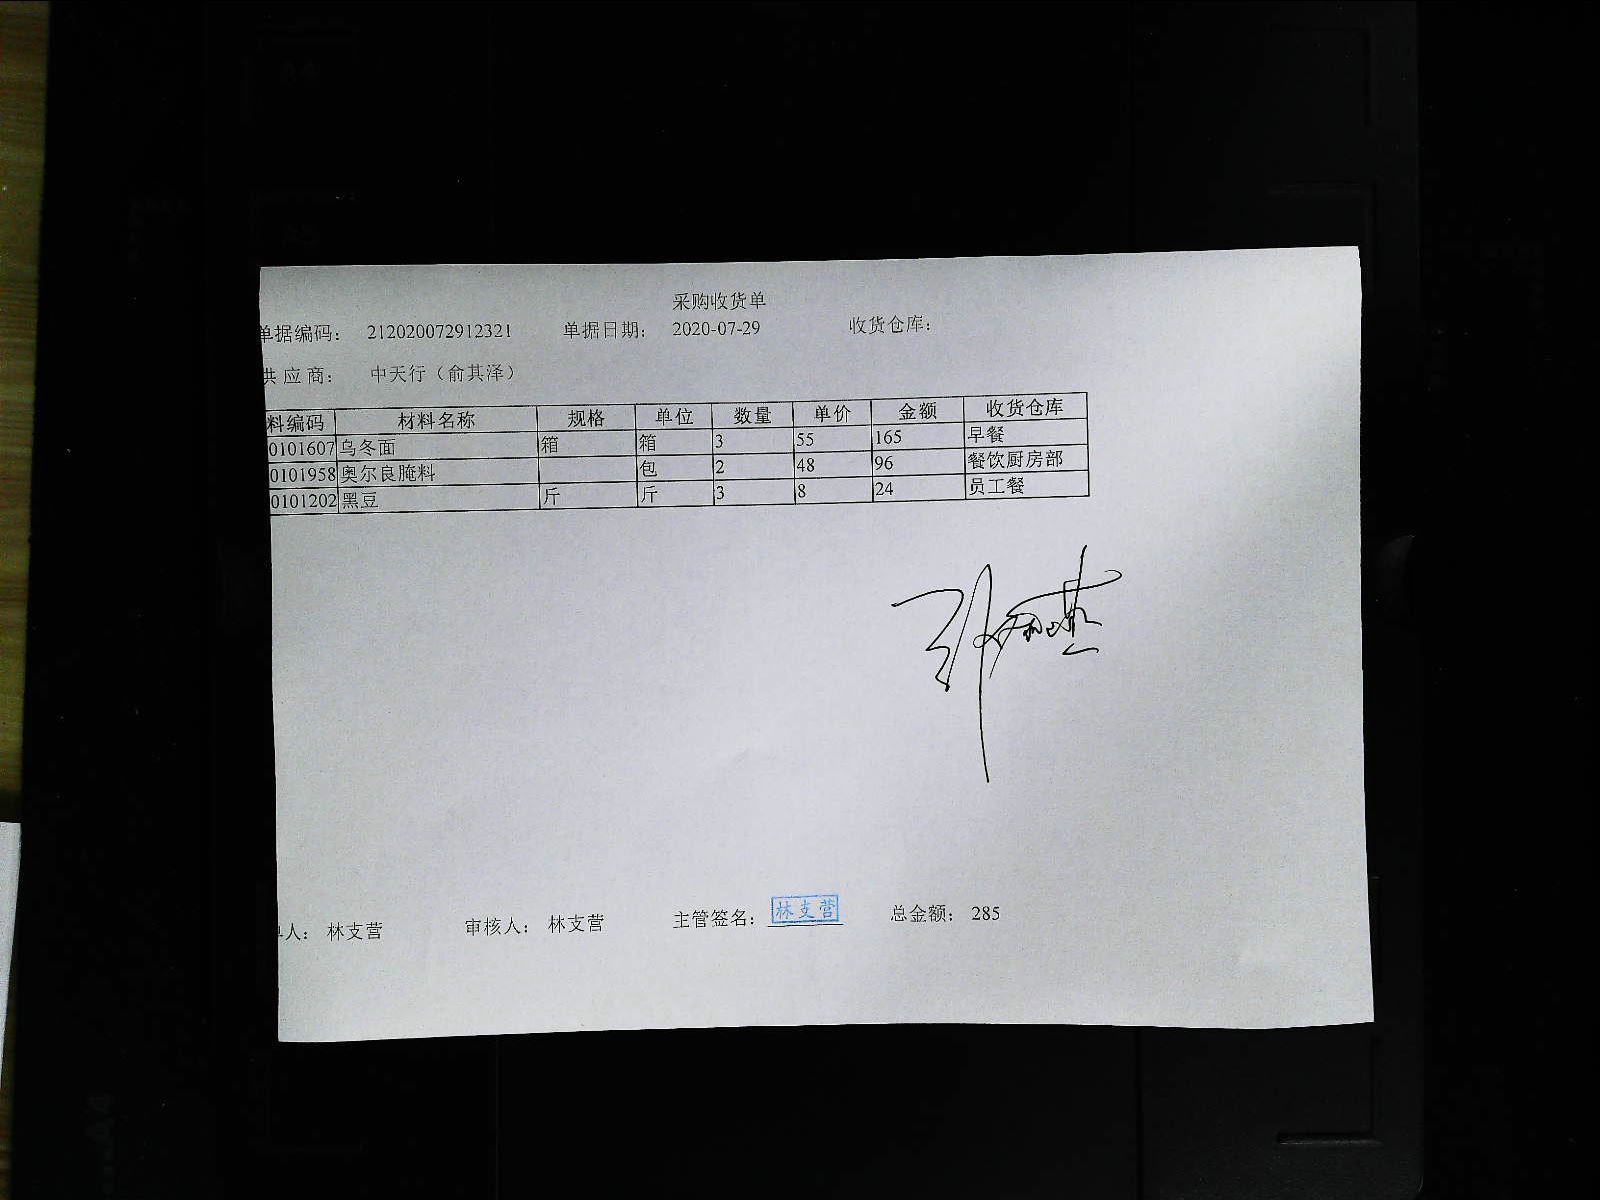 采购收货单
单据编码： 212020072912321 单据日期： 2020-07-29 收货仓库：
供应商： 中天行（俞其泽）
料编码 材料名称 规格 单位 数量 单价 金额 收货仓库
0101607 乌冬面 箱 箱 3 55 165 早餐
0101958 奥尔良腌料 包 2 48 96 餐饮厨房部
0101202 黑豆 斤 斤 3 8 24 员工餐
单人： 林支营 审核人： 林支营 主管签名： 林支营 总金额： 285